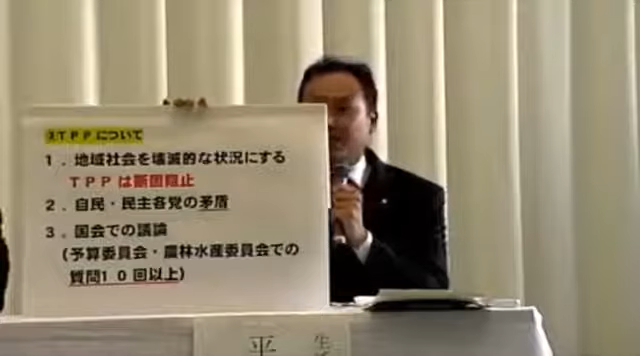 ③TPPについて
1．地域社会を壊滅的な状況にする
TPPは断固阻止
2．自民・民主各党の矛盾
3．国会での議論
（予算委員会・農林水産委員会での
質問10回以上）
平
生